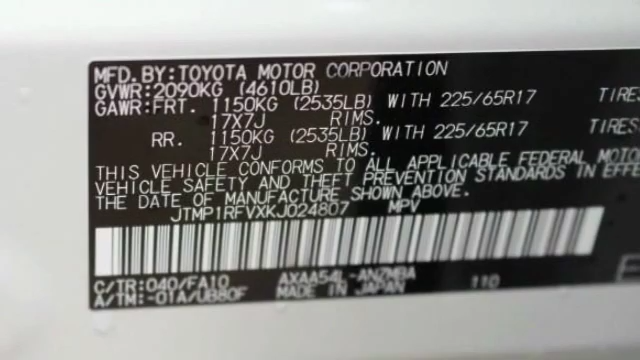 MFD. BY: TOYOTA MOTOR CORPORATION
GVWR: 2090KG (4610LB)
GAWR: FRT. 1150KG (2535LB) WITH 225/65R17 TIRES
17X7J RIMS.
RR. 1150KG (2535LB) WITH 225/65R17 TIRES
17X7J RIMS.
THIS VEHICLE CONFORMS TO ALL APPLICABLE FEDERAL MOTO
VEHICLE SAFETY AND THEFT PREVENTION STANDARDS IN EFFE
THE DATE OF MANUFACTURE SHOWN ABOVE.
JTMP1RFVXKJ024807 MPV
C/TR: 040/FA10 AXAA54L-ANZMBA 110
A/TM: -01A/UB80F MADE IN JAPAN